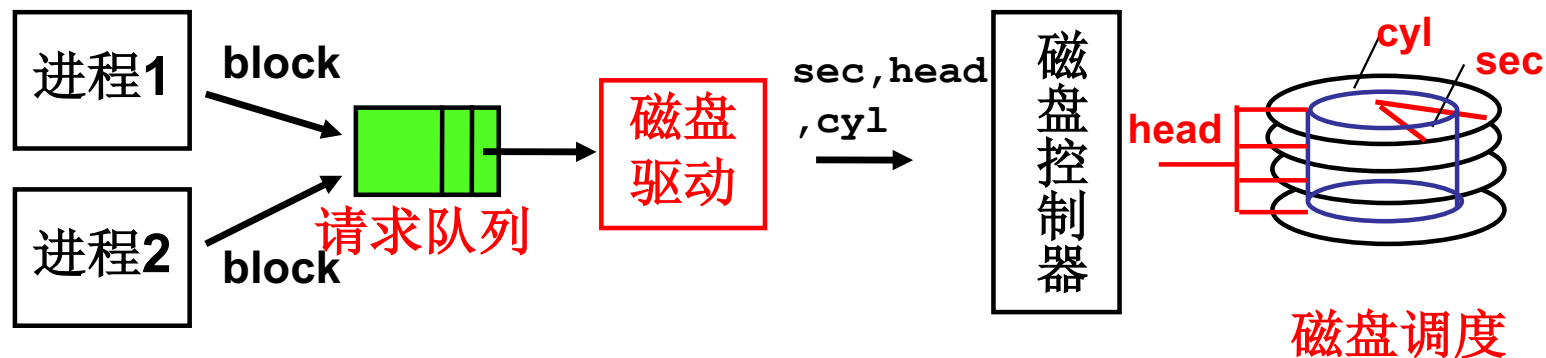 进程1
block
进程2
block
请求队列
磁盘
驱动
sec,head
,cyl
磁盘控制器
head
cyl
sec
磁盘调度